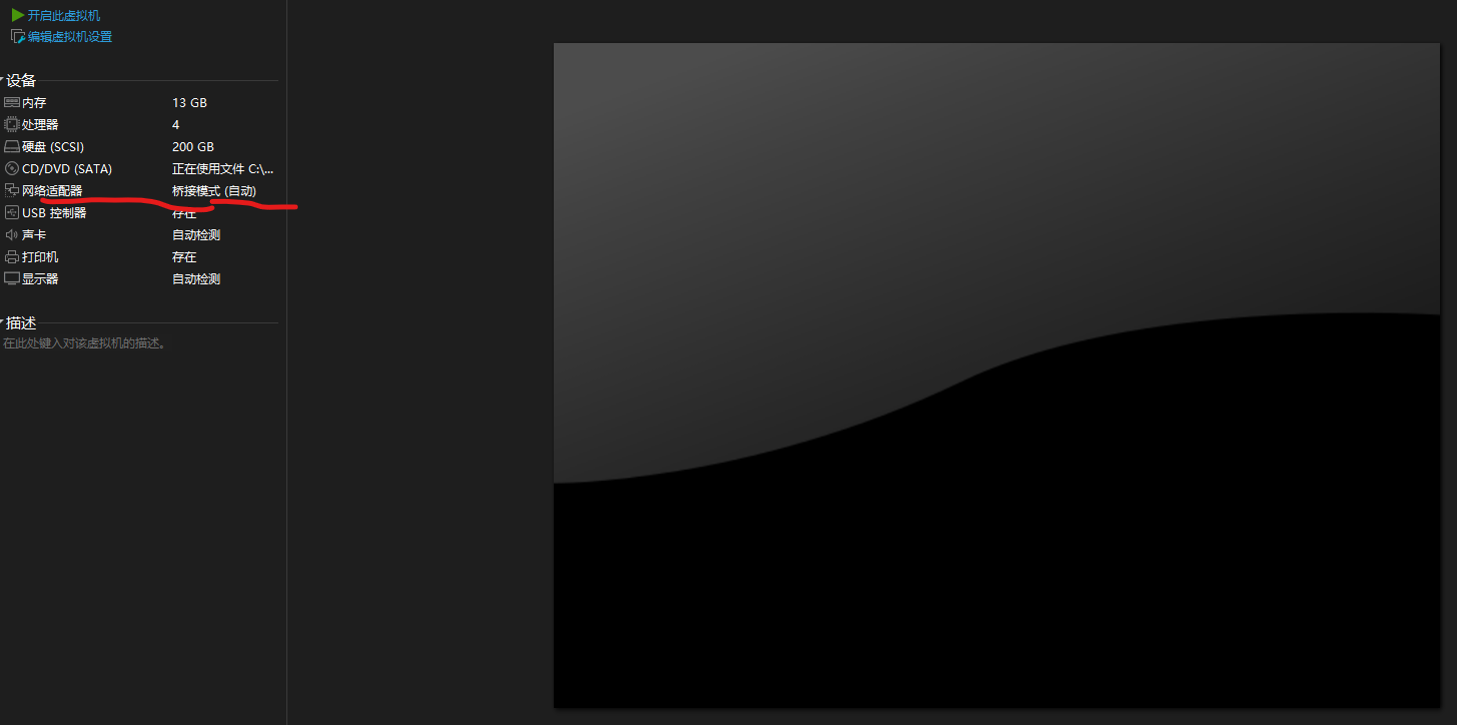 开启此虚拟机
编辑虚拟机设置
设备
内存 13 GB
处理器 4
硬盘 (SCSI) 200 GB
CD/DVD (SATA) 正在使用文件 C:\...
网络适配器 桥接模式 (自动)
USB 控制器 存在
声卡 自动检测
打印机 存在
显示器 自动检测
描述
在此处键入对该虚拟机的描述。